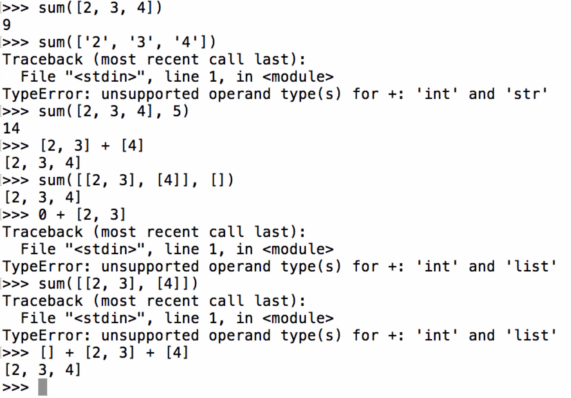 >>> sum([2, 3, 4])
9
>>> sum(['2', '3', '4'])
Traceback (most recent call last):
  File "<stdin>", line 1, in <module>
TypeError: unsupported operand type(s) for +: 'int' and 'str'
>>> sum([2, 3, 4], 5)
14
>>> [2, 3] + [4]
[2, 3, 4]
>>> sum([[2, 3], [4]], [])
[2, 3, 4]
>>> 0 + [2, 3]
Traceback (most recent call last):
  File "<stdin>", line 1, in <module>
TypeError: unsupported operand type(s) for +: 'int' and 'list'
>>> sum([[2, 3], [4]])
Traceback (most recent call last):
  File "<stdin>", line 1, in <module>
TypeError: unsupported operand type(s) for +: 'int' and 'list'
>>> [] + [2, 3] + [4]
[2, 3, 4]
>>>